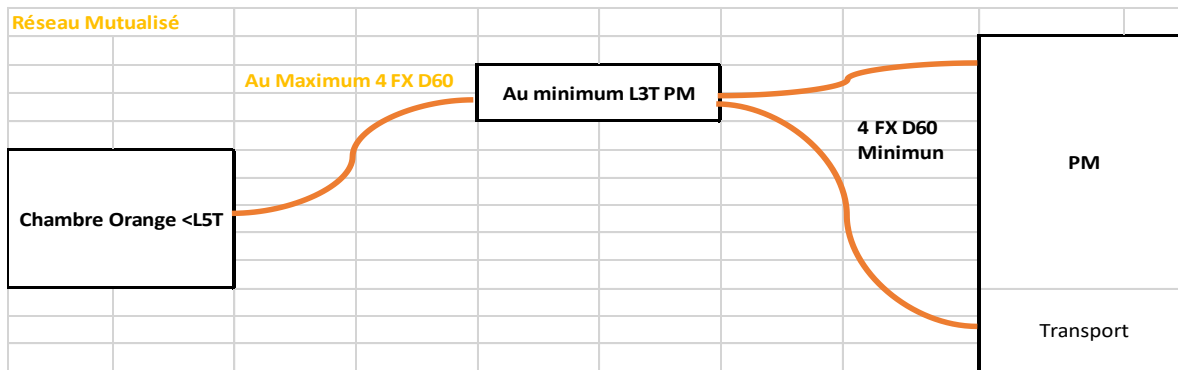 Réseau Mutualisé
Au Maximum 4 FX D60
Au minimum L3T PM
4 FX D60
Minimun
PM
Chambre Orange <L5T
Transport